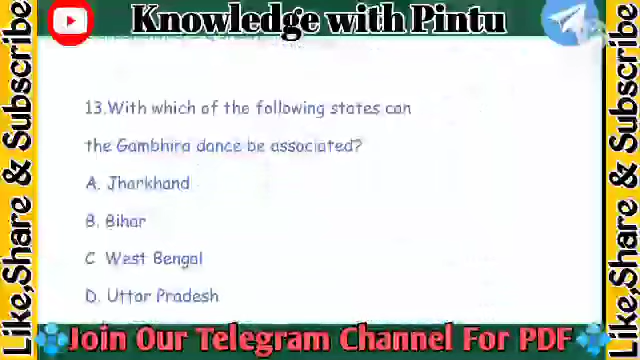 Knowledge with Pintu
13.With which of the following states can
the Gambhira dance be associated?
A. Jharkhand
B. Bihar
C West Bengal
D. Uttar Pradesh
Like,Share & Subscribe
Like,Share & Subscribe
Join Our Telegram Channel For PDF